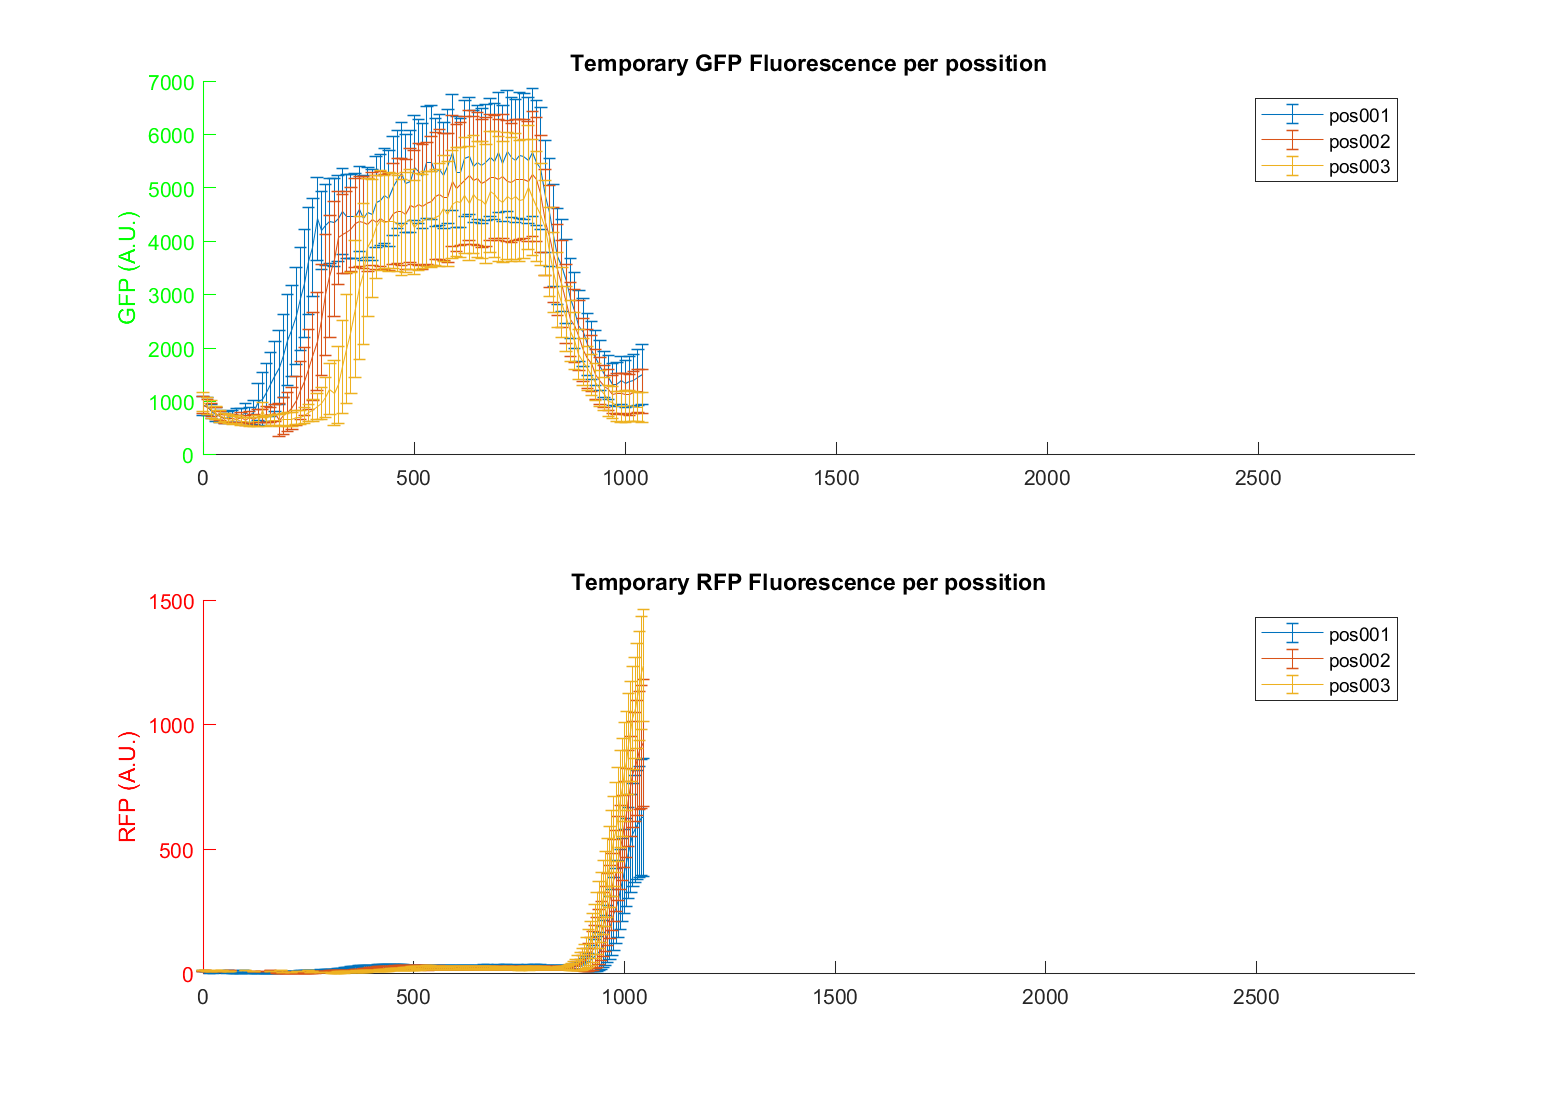 Temporary GFP Fluorescence per possition
7000
6000
5000
4000
3000
2000
1000
0
GFP (A.U.)
0 500 1000 1500 2000 2500
pos001
pos002
pos003
Temporary RFP Fluorescence per possition
1500
1000
500
0
RFP (A.U.)
0 500 1000 1500 2000 2500
pos001
pos002
pos003